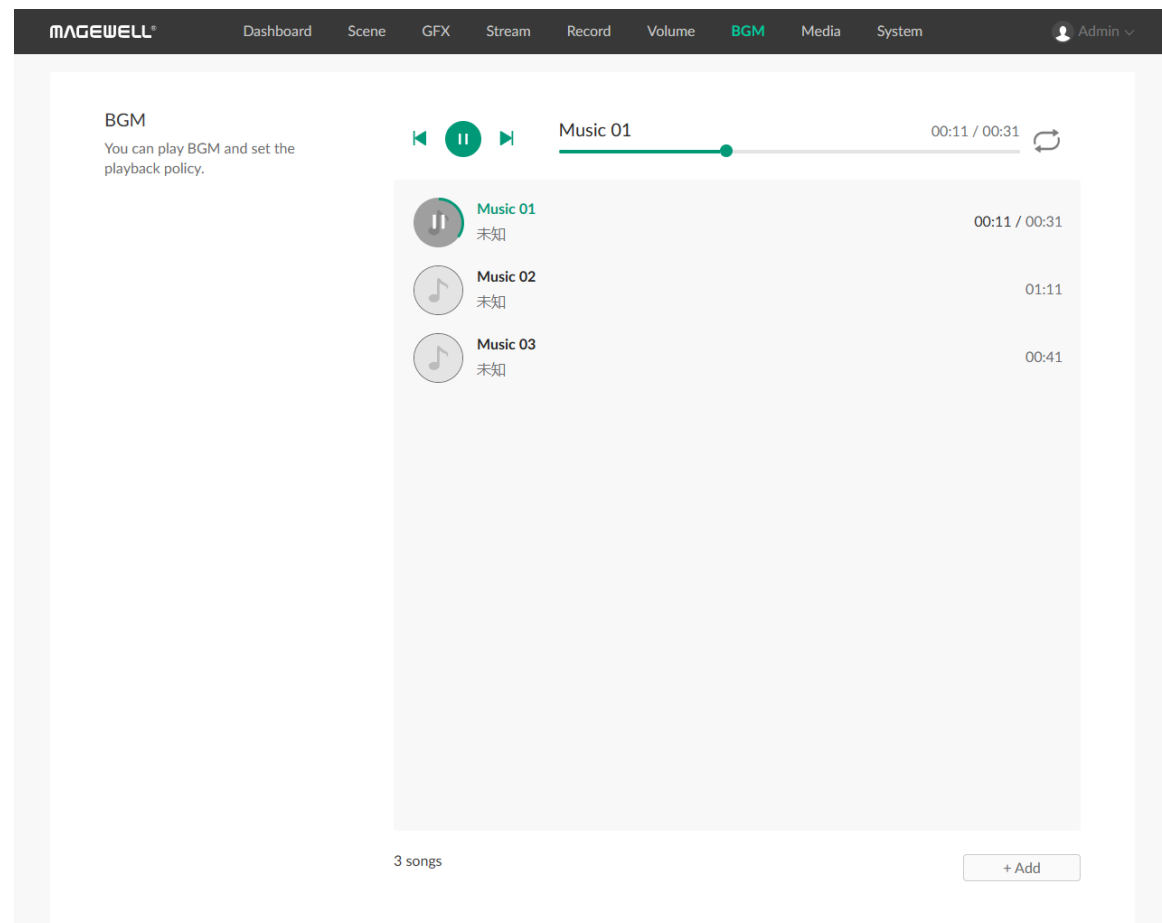 MAGEWELL®
Dashboard Scene GFX Stream Record Volume BGM Media System
Admin
BGM
You can play BGM and set the
playback policy.
Music 01
00:11 / 00:31
Music 01
未知
00:11 / 00:31
Music 02
未知
01:11
Music 03
未知
00:41
3 songs
+ Add